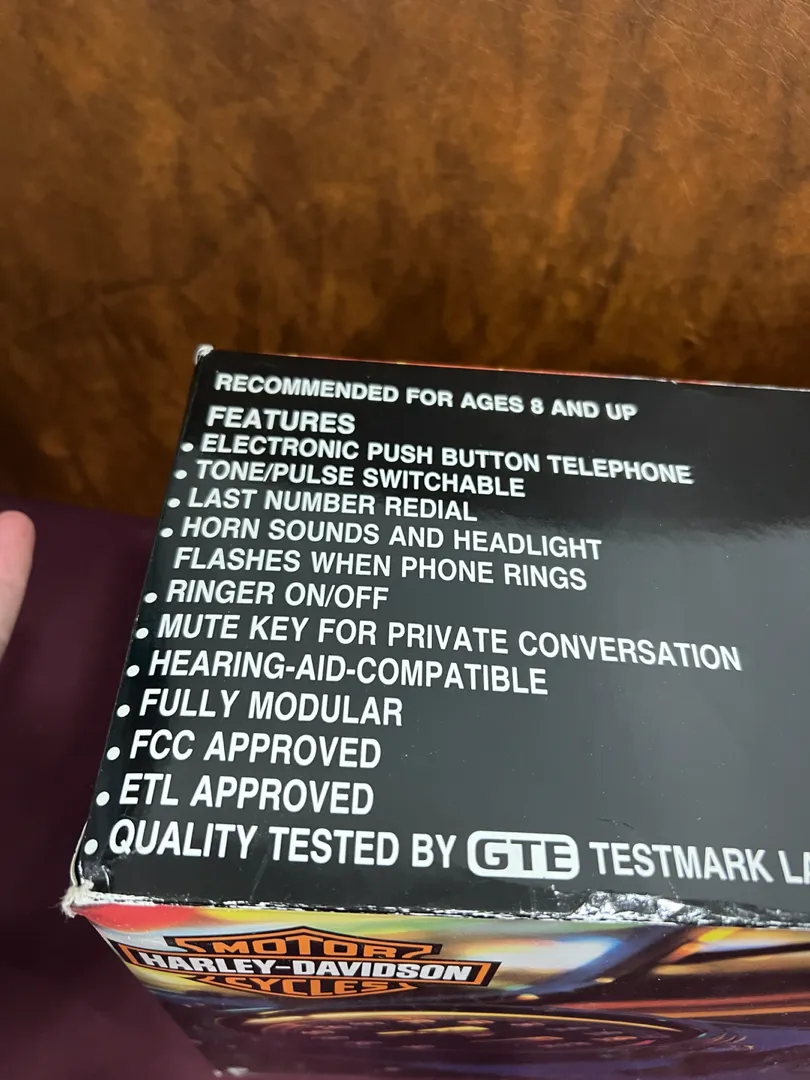 RECOMMENDED FOR AGES 8 AND UP
FEATURES
• ELECTRONIC PUSH BUTTON TELEPHONE
• TONE/PULSE SWITCHABLE
• LAST NUMBER REDIAL
• HORN SOUNDS AND HEADLIGHT
FLASHES WHEN PHONE RINGS
• RINGER ON/OFF
• MUTE KEY FOR PRIVATE CONVERSATION
• HEARING-AID-COMPATIBLE
• FULLY MODULAR
• FCC APPROVED
• ETL APPROVED
• QUALITY TESTED BY GTE TESTMARK
MOTOR
HARLEY-DAVIDSON
CYCLES